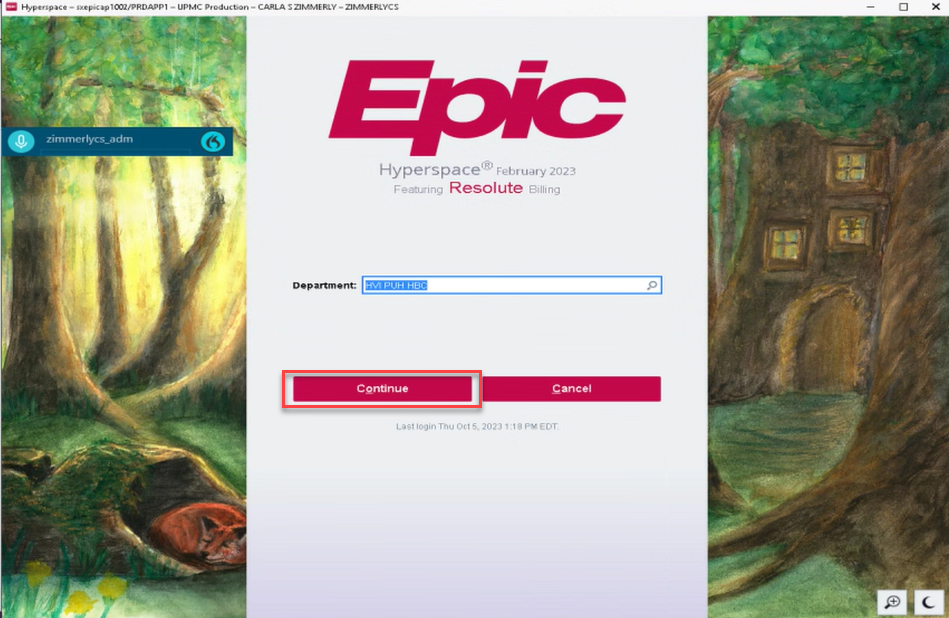 Hyperspace – sxepicap1002/PRDAPP1 – UPMC Production – CARLA S ZIMMERLY – ZIMMERLYCS
zimmerlycs_adm
Epic
Hyperspace® February 2023
Featuring Resolute Billing
Department: HVI PUH HBC
Continue Cancel
Last login Thu Oct 5, 2023 1:18 PM EDT.